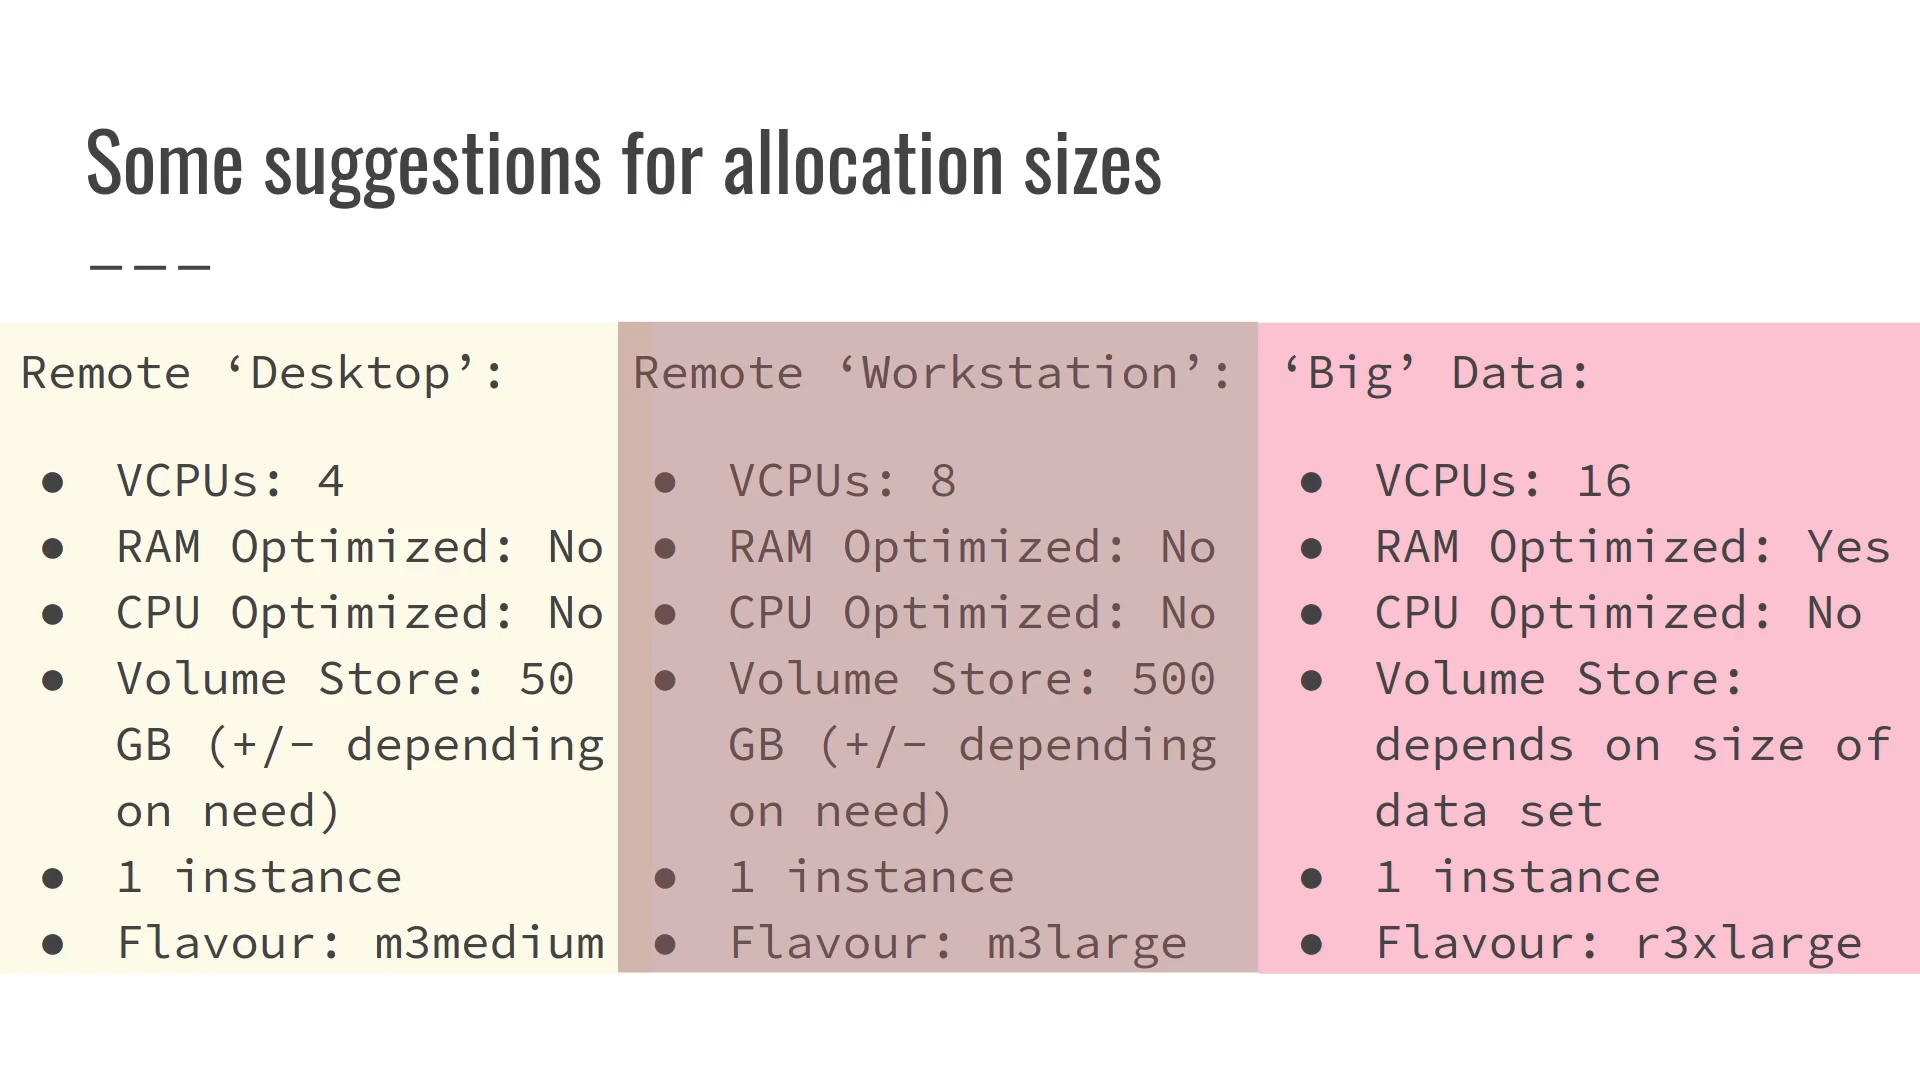 Some suggestions for allocation sizes
Remote ‘Desktop’:
● VCPUs: 4
● RAM Optimized: No
● CPU Optimized: No
● Volume Store: 50
GB (+/- depending
on need)
● 1 instance
● Flavour: m3medium
Remote ‘Workstation’:
● VCPUs: 8
● RAM Optimized: No
● CPU Optimized: No
● Volume Store: 500
GB (+/- depending
on need)
● 1 instance
● Flavour: m3large
‘Big’ Data:
● VCPUs: 16
● RAM Optimized: Yes
● CPU Optimized: No
● Volume Store:
depends on size of
data set
● 1 instance
● Flavour: r3xlarge